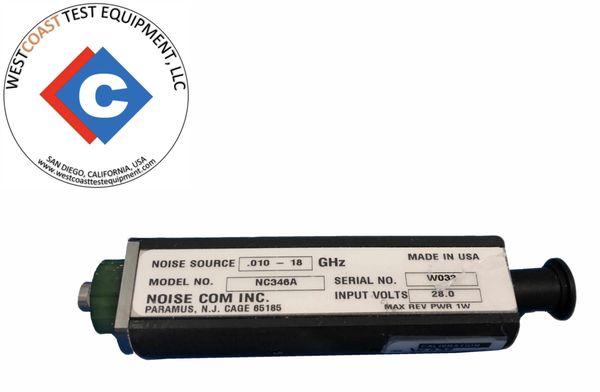 WESTCOAST TEST EQUIPMENT, LLC
C
SAN DIEGO, CALIFORNIA, USA
www.westcoasttestequipment.com
NOISE SOURCE .010 - 18 GHz MADE IN USA
MODEL NO. NC346A SERIAL NO. W033
NOISE COM INC. INPUT VOLTS 28.0
PARAMUS, N.J. CAGE 65185 MAX REV PWR 1W
CALIBRATION